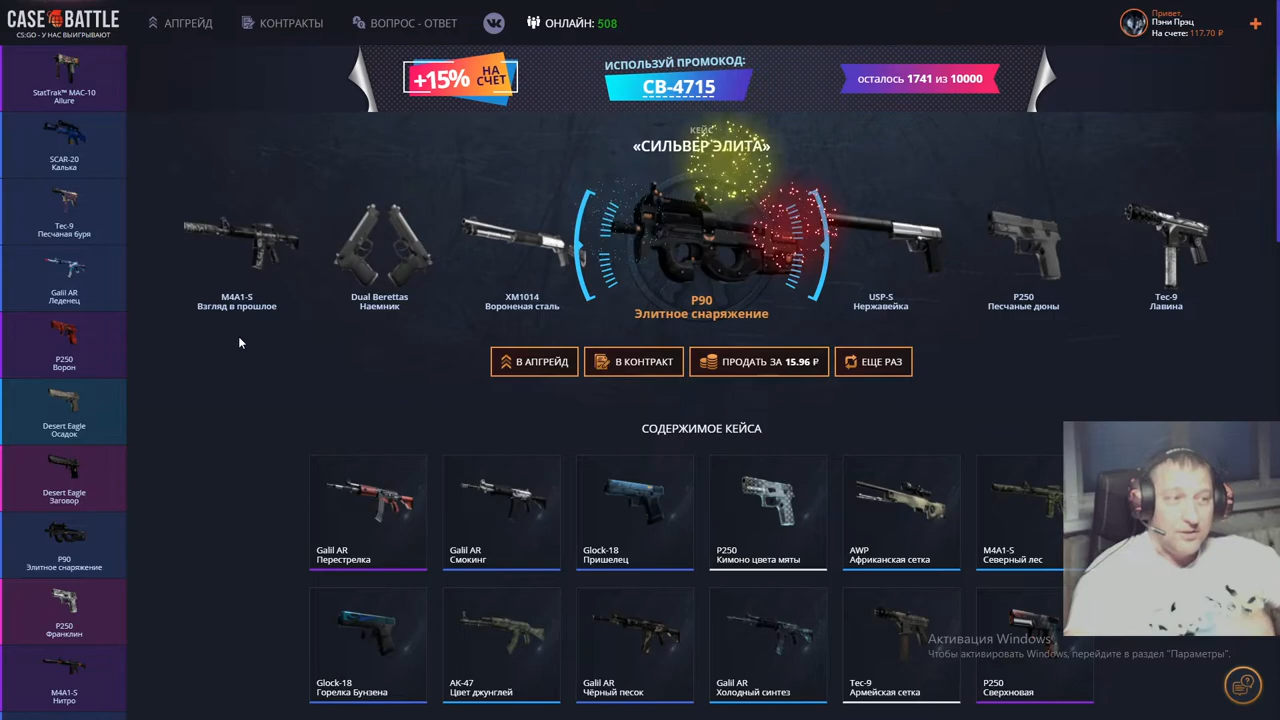 CASE BATTLE
CS:GO - У НАС ВЫИГРЫВАЮТ
АПГРЕЙД
КОНТРАКТЫ
ВОПРОС - ОТВЕТ
ОНЛАЙН: 508
Привет,
Пэни Прэц
На счете: 117.70 ₽
+15% НА СЧЕТ
ИСПОЛЬЗУЙ ПРОМОКОД:
CB-4715
осталось 1741 из 10000
StatTrak™ MAC-10
Allure
SCAR-20
Калька
Tec-9
Песчаная буря
Galil AR
Леденец
P250
Ворон
Desert Eagle
Осадок
Desert Eagle
Заговор
P90
Элитное снаряжение
P250
Франклин
M4A1-S
Нитро
КЕЙС
«СИЛЬВЕР ЭЛИТА»
M4A1-S
Взгляд в прошлое
Dual Berettas
Наемник
XM1014
Вороненая сталь
P90
Элитное снаряжение
USP-S
Нержавейка
P250
Песчаные дюны
Tec-9
Лавина
В АПГРЕЙД
В КОНТРАКТ
ПРОДАТЬ ЗА 15.96 ₽
ЕЩЕ РАЗ
СОДЕРЖИМОЕ КЕЙСА
Galil AR
Перестрелка
Galil AR
Смокинг
Glock-18
Пришелец
P250
Кимоно цвета мяты
AWP
Африканская сетка
M4A1-S
Северный лес
Glock-18
Горелка Бунзена
AK-47
Цвет джунглей
Galil AR
Чёрный песок
Galil AR
Холодный синтез
Tec-9
Армейская сетка
P250
Сверхновая
Активация Windows
Чтобы активировать Windows, перейдите в раздел "Параметры".